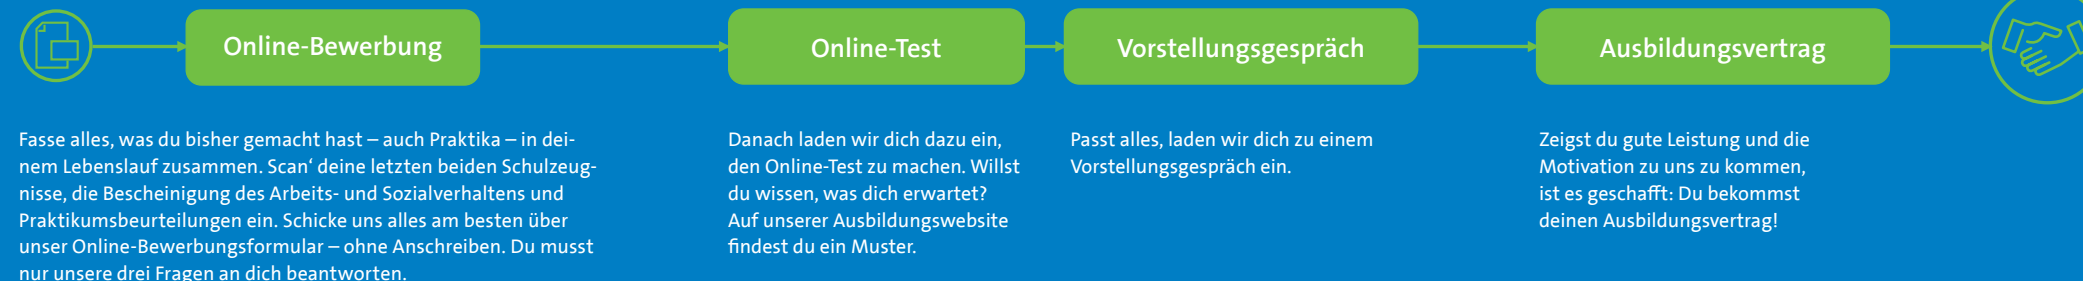 Online-Bewerbung
Online-Test
Vorstellungsgespräch
Ausbildungsvertrag
Fasse alles, was du bisher gemacht hast – auch Praktika – in dei-
nem Lebenslauf zusammen. Scan‘ deine letzten beiden Schulzeug-
nisse, die Bescheinigung des Arbeits- und Sozialverhaltens und
Praktikumsbeurteilungen ein. Schicke uns alles am besten über
unser Online-Bewerbungsformular – ohne Anschreiben. Du musst
nur unsere drei Fragen an dich beantworten.
Danach laden wir dich dazu ein,
den Online-Test zu machen. Willst
du wissen, was dich erwartet?
Auf unserer Ausbildungswebsite
findest du ein Muster.
Passt alles, laden wir dich zu einem
Vorstellungsgespräch ein.
Zeigst du gute Leistung und die
Motivation zu uns zu kommen,
ist es geschafft: Du bekommst
deinen Ausbildungsvertrag!